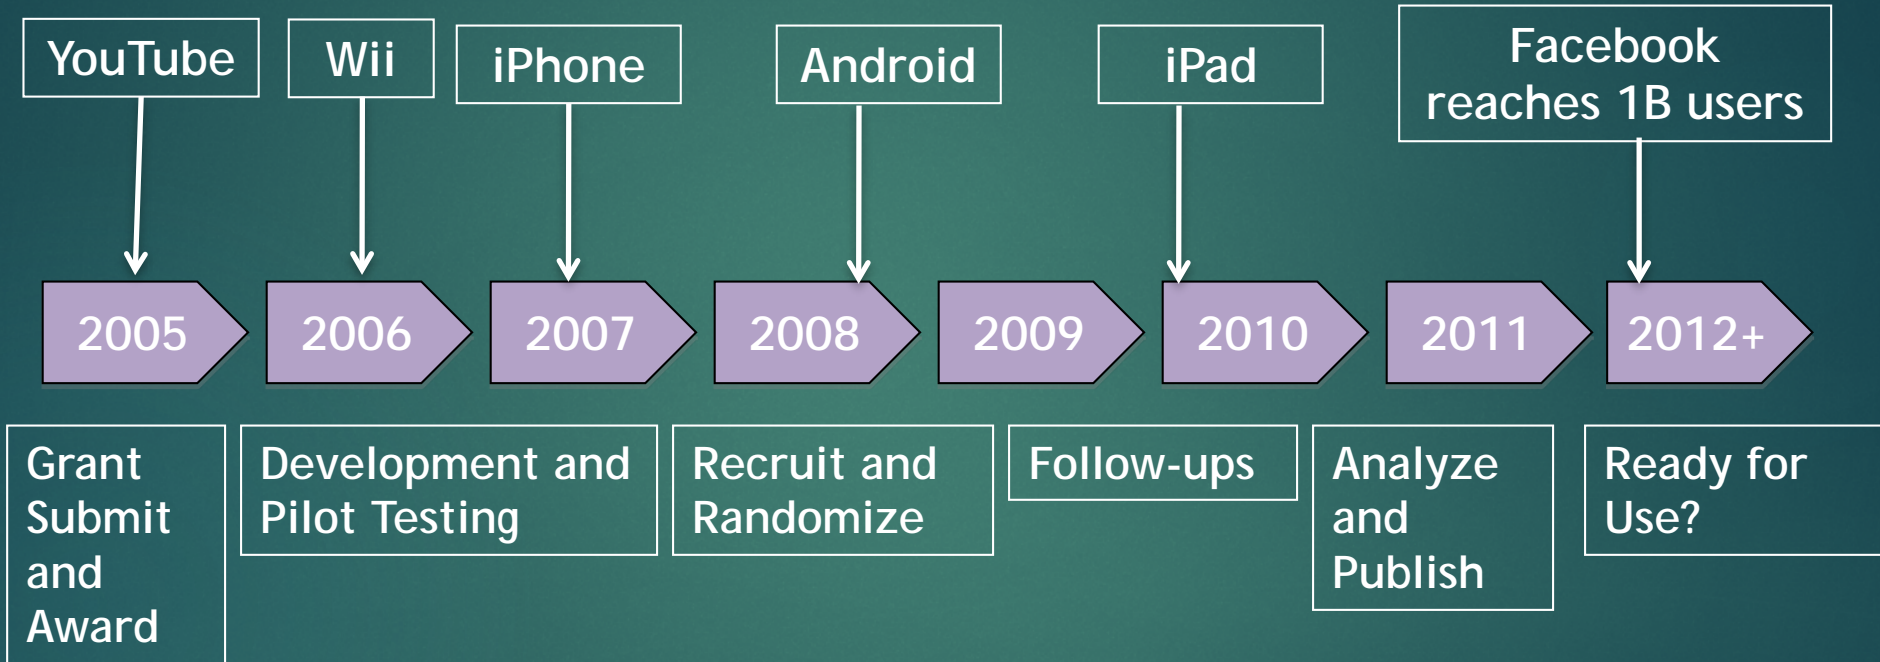 YouTube
Wii
iPhone
Android
iPad
Facebook
reaches 1B users
2005
2006
2007
2008
2009
2010
2011
2012+
Grant
Submit
and
Award
Development and
Pilot Testing
Recruit and
Randomize
Follow-ups
Analyze
and
Publish
Ready for
Use?